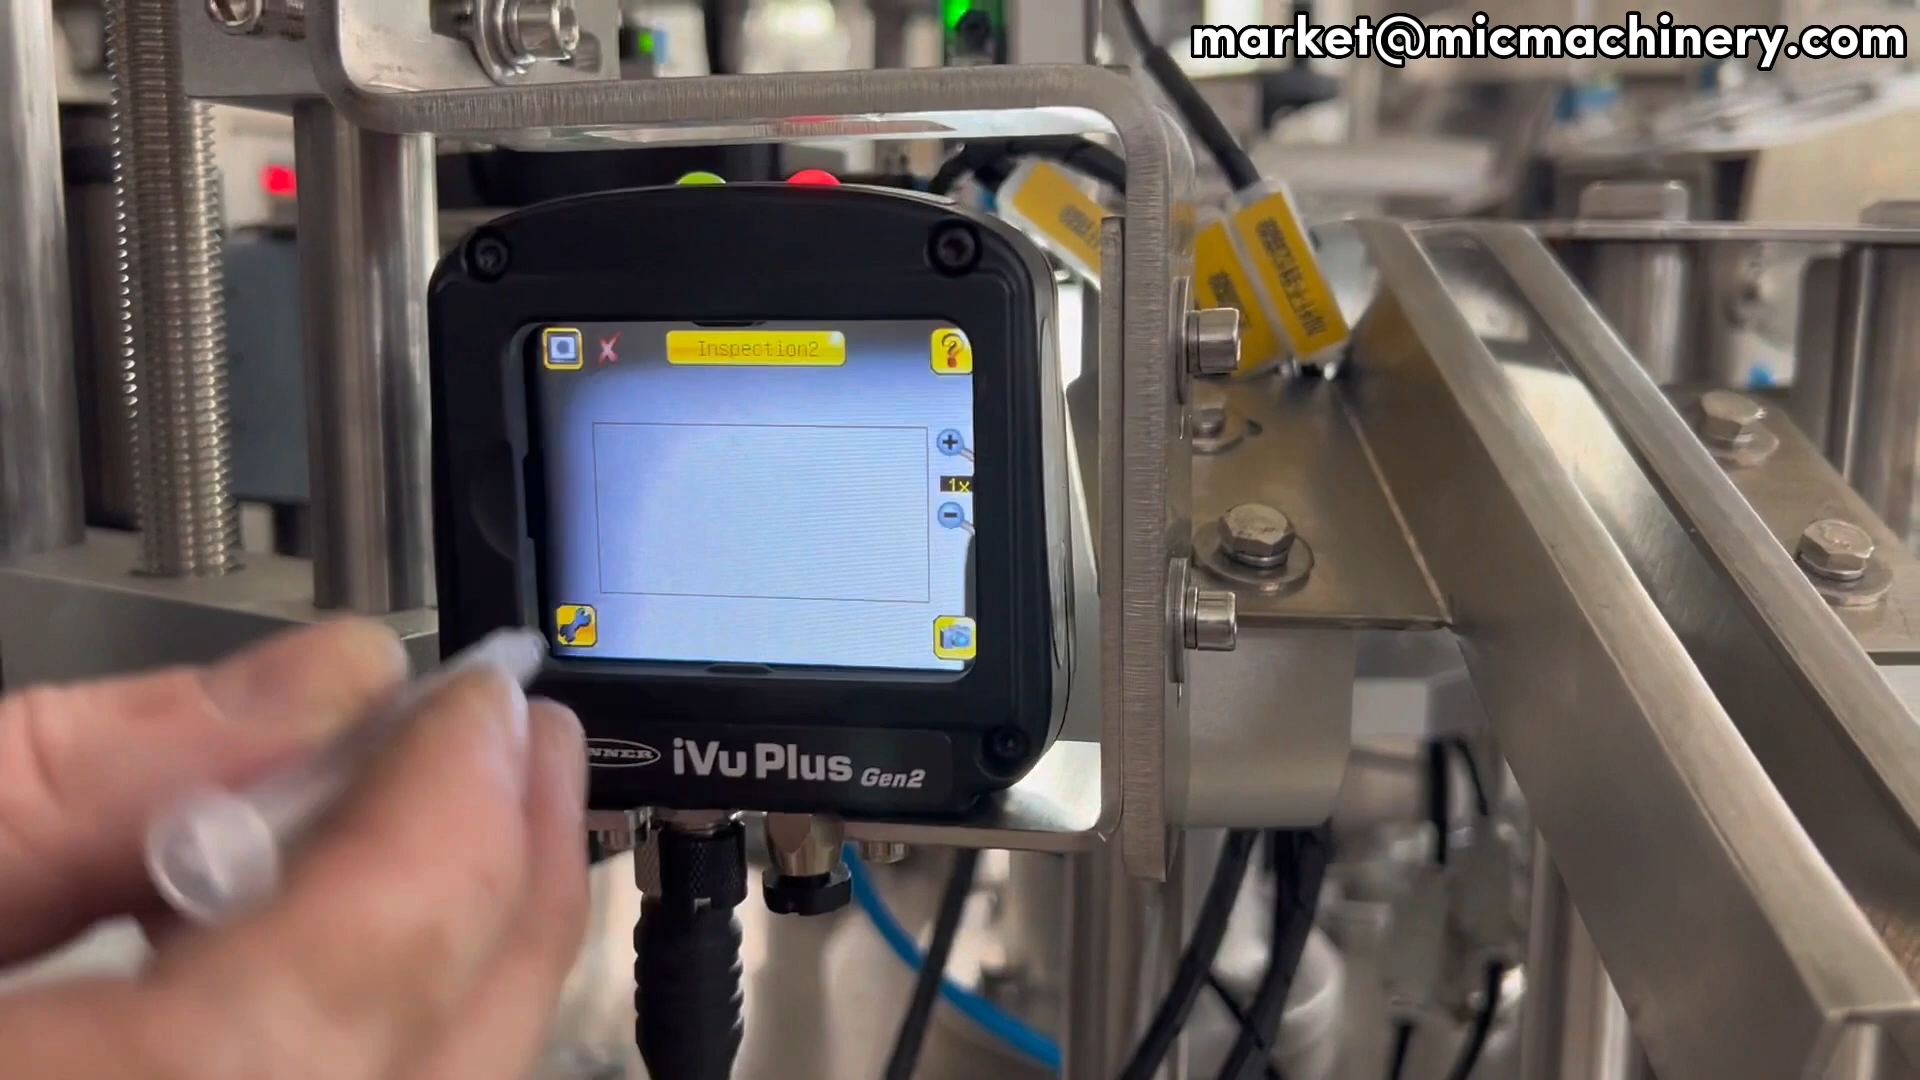 market@micmachinery.com
Inspection2
?
1x
iVu Plus Gen2